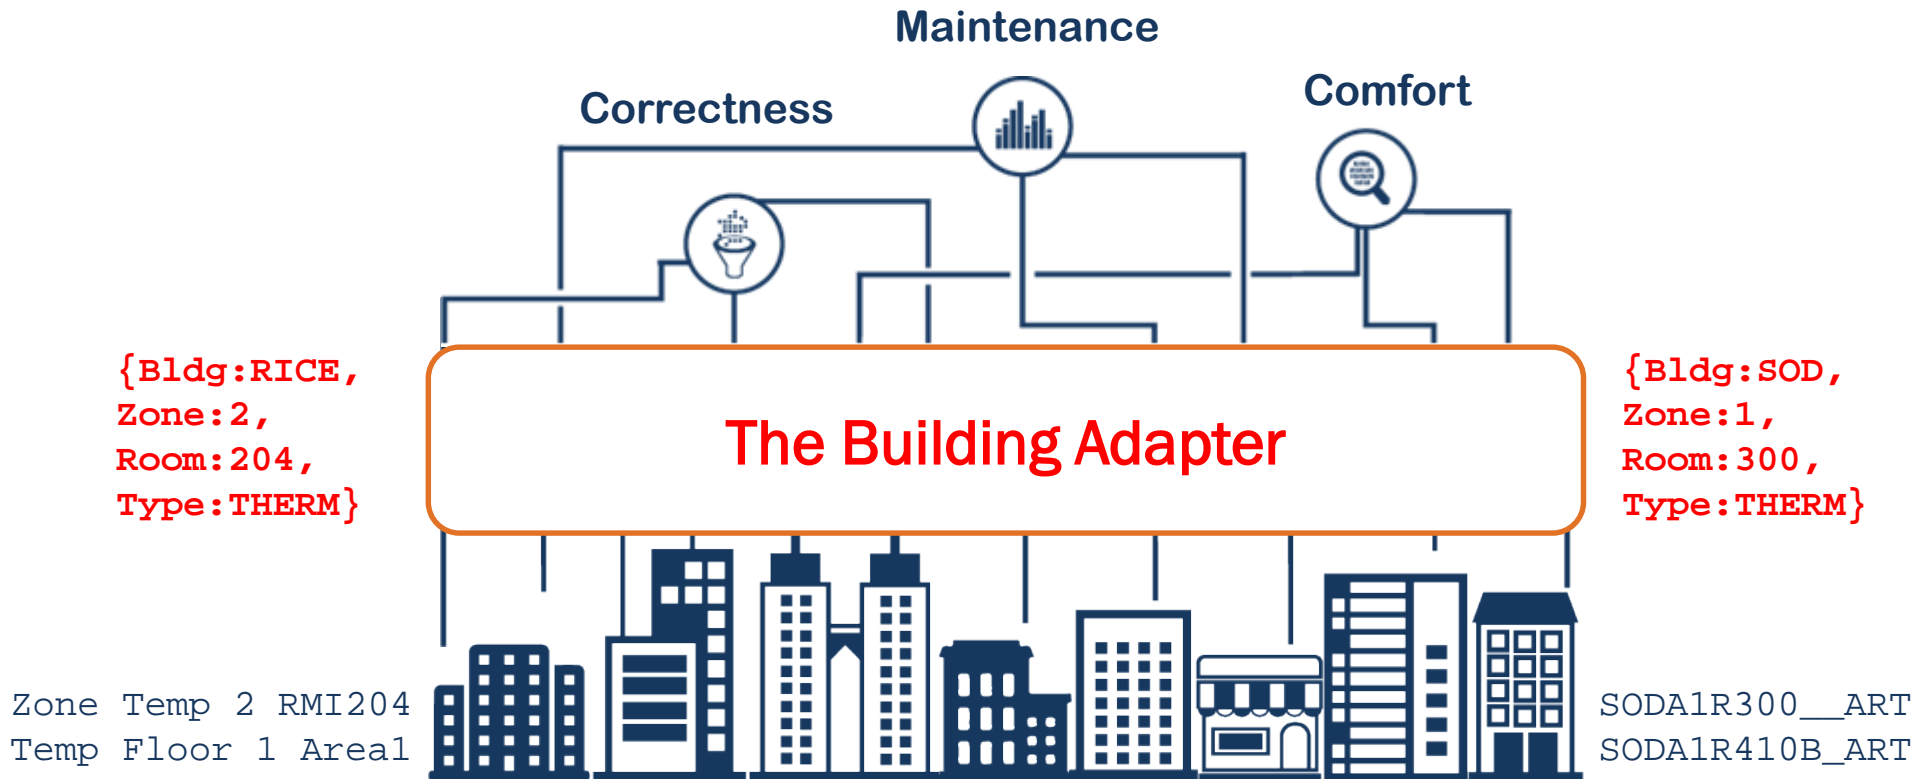 Maintenance
Comfort
Correctness
{Bldg:RICE,
Zone:2,
Room:204,
Type:THERM}
The Building Adapter
{Bldg:SOD,
Zone:1,
Room:300,
Type:THERM}
Zone Temp 2 RMI204
Temp Floor 1 Area1
SODA1R300__ART
SODA1R410B_ART